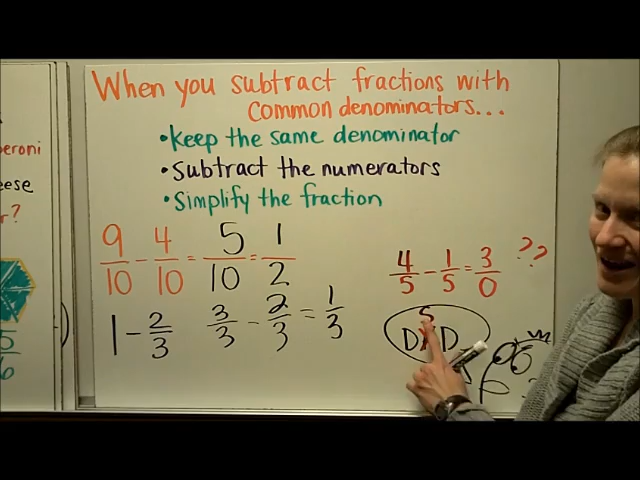 When you subtract fractions with
common denominators...
• Keep the same denominator
• Subtract the numerators
• Simplify the fraction
9/10 - 4/10 = 5/10 = 1/2
1 - 2/3
3/3 - 2/3 = 1/3
4/5 - 1/5 = 3/0 ??
5
eroni
eese
r?